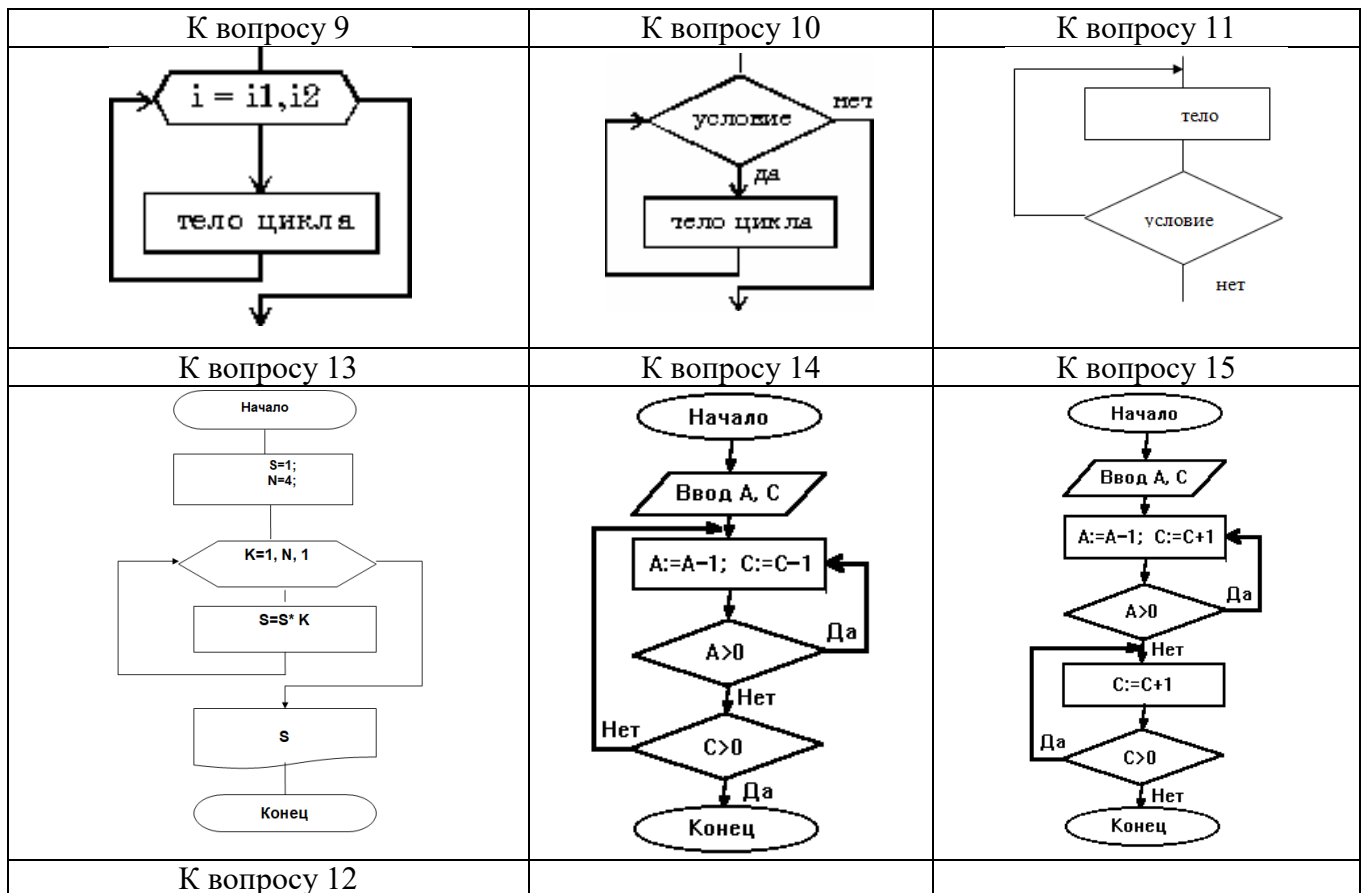 К вопросу 9
К вопросу 10
К вопросу 11
i = i1,i2
тело цикла
условие
нет
да
тело цикла
тело
условие
нет
К вопросу 13
К вопросу 14
К вопросу 15
Начало
S=1;
N=4;
K=1, N, 1
S=S* K
S
Конец
Начало
Ввод A, C
A:=A−1; C:=C−1
A>0
Да
Нет
C>0
Нет
Да
Конец
Начало
Ввод A, C
A:=A−1; C:=C+1
A>0
Да
Нет
C:=C+1
C>0
Да
Нет
Конец
К вопросу 12